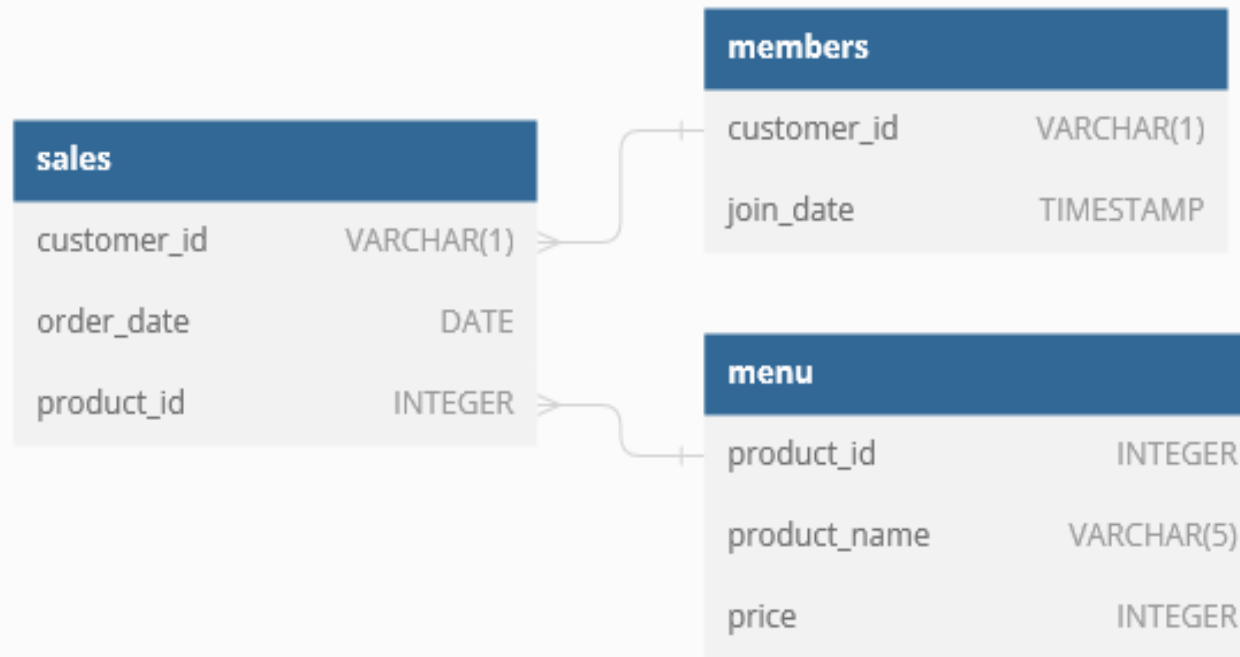 sales
customer_id VARCHAR(1)
order_date DATE
product_id INTEGER
members
customer_id VARCHAR(1)
join_date TIMESTAMP
menu
product_id INTEGER
product_name VARCHAR(5)
price INTEGER